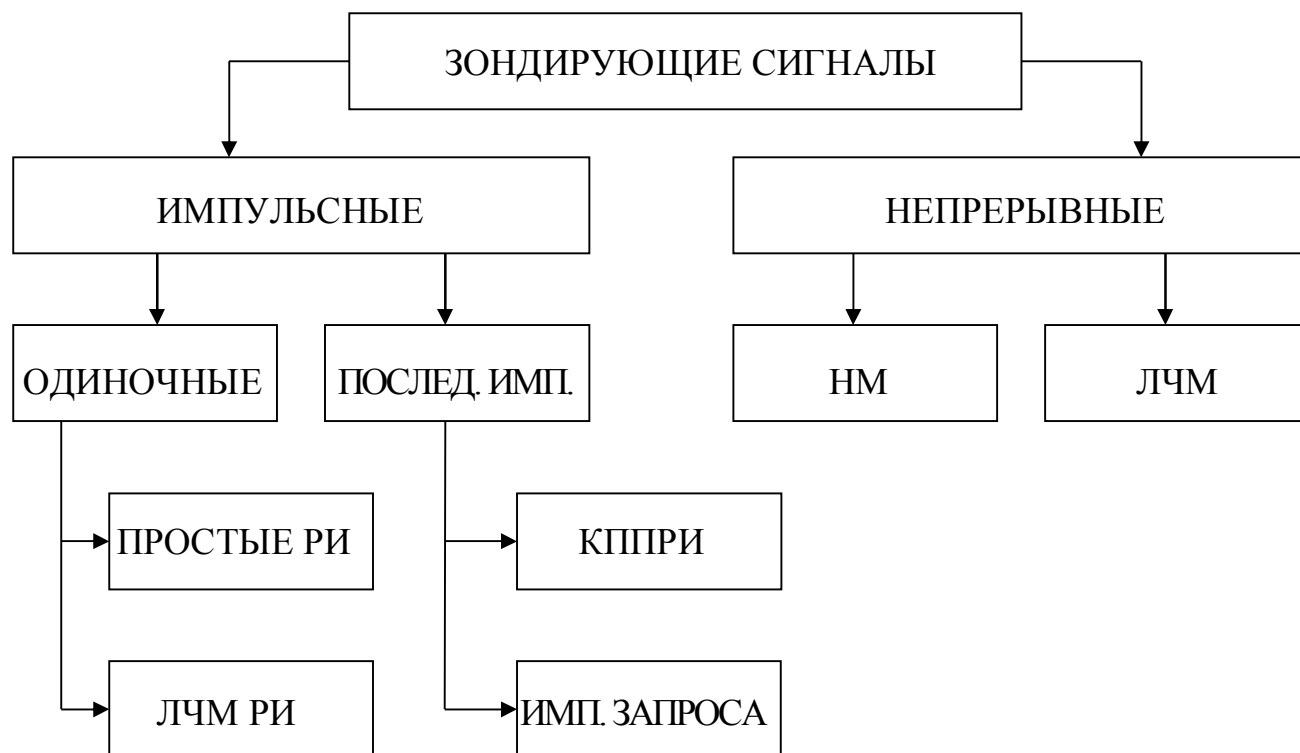 ЗОНДИРУЮЩИЕ СИГНАЛЫ
ИМПУЛЬСНЫЕ
НЕПРЕРЫВНЫЕ
ОДИНОЧНЫЕ
ПОСЛЕД. ИМП.
НМ
ЛЧМ
ПРОСТЫЕ РИ
КППРИ
ЛЧМ РИ
ИМП. ЗАПРОСА